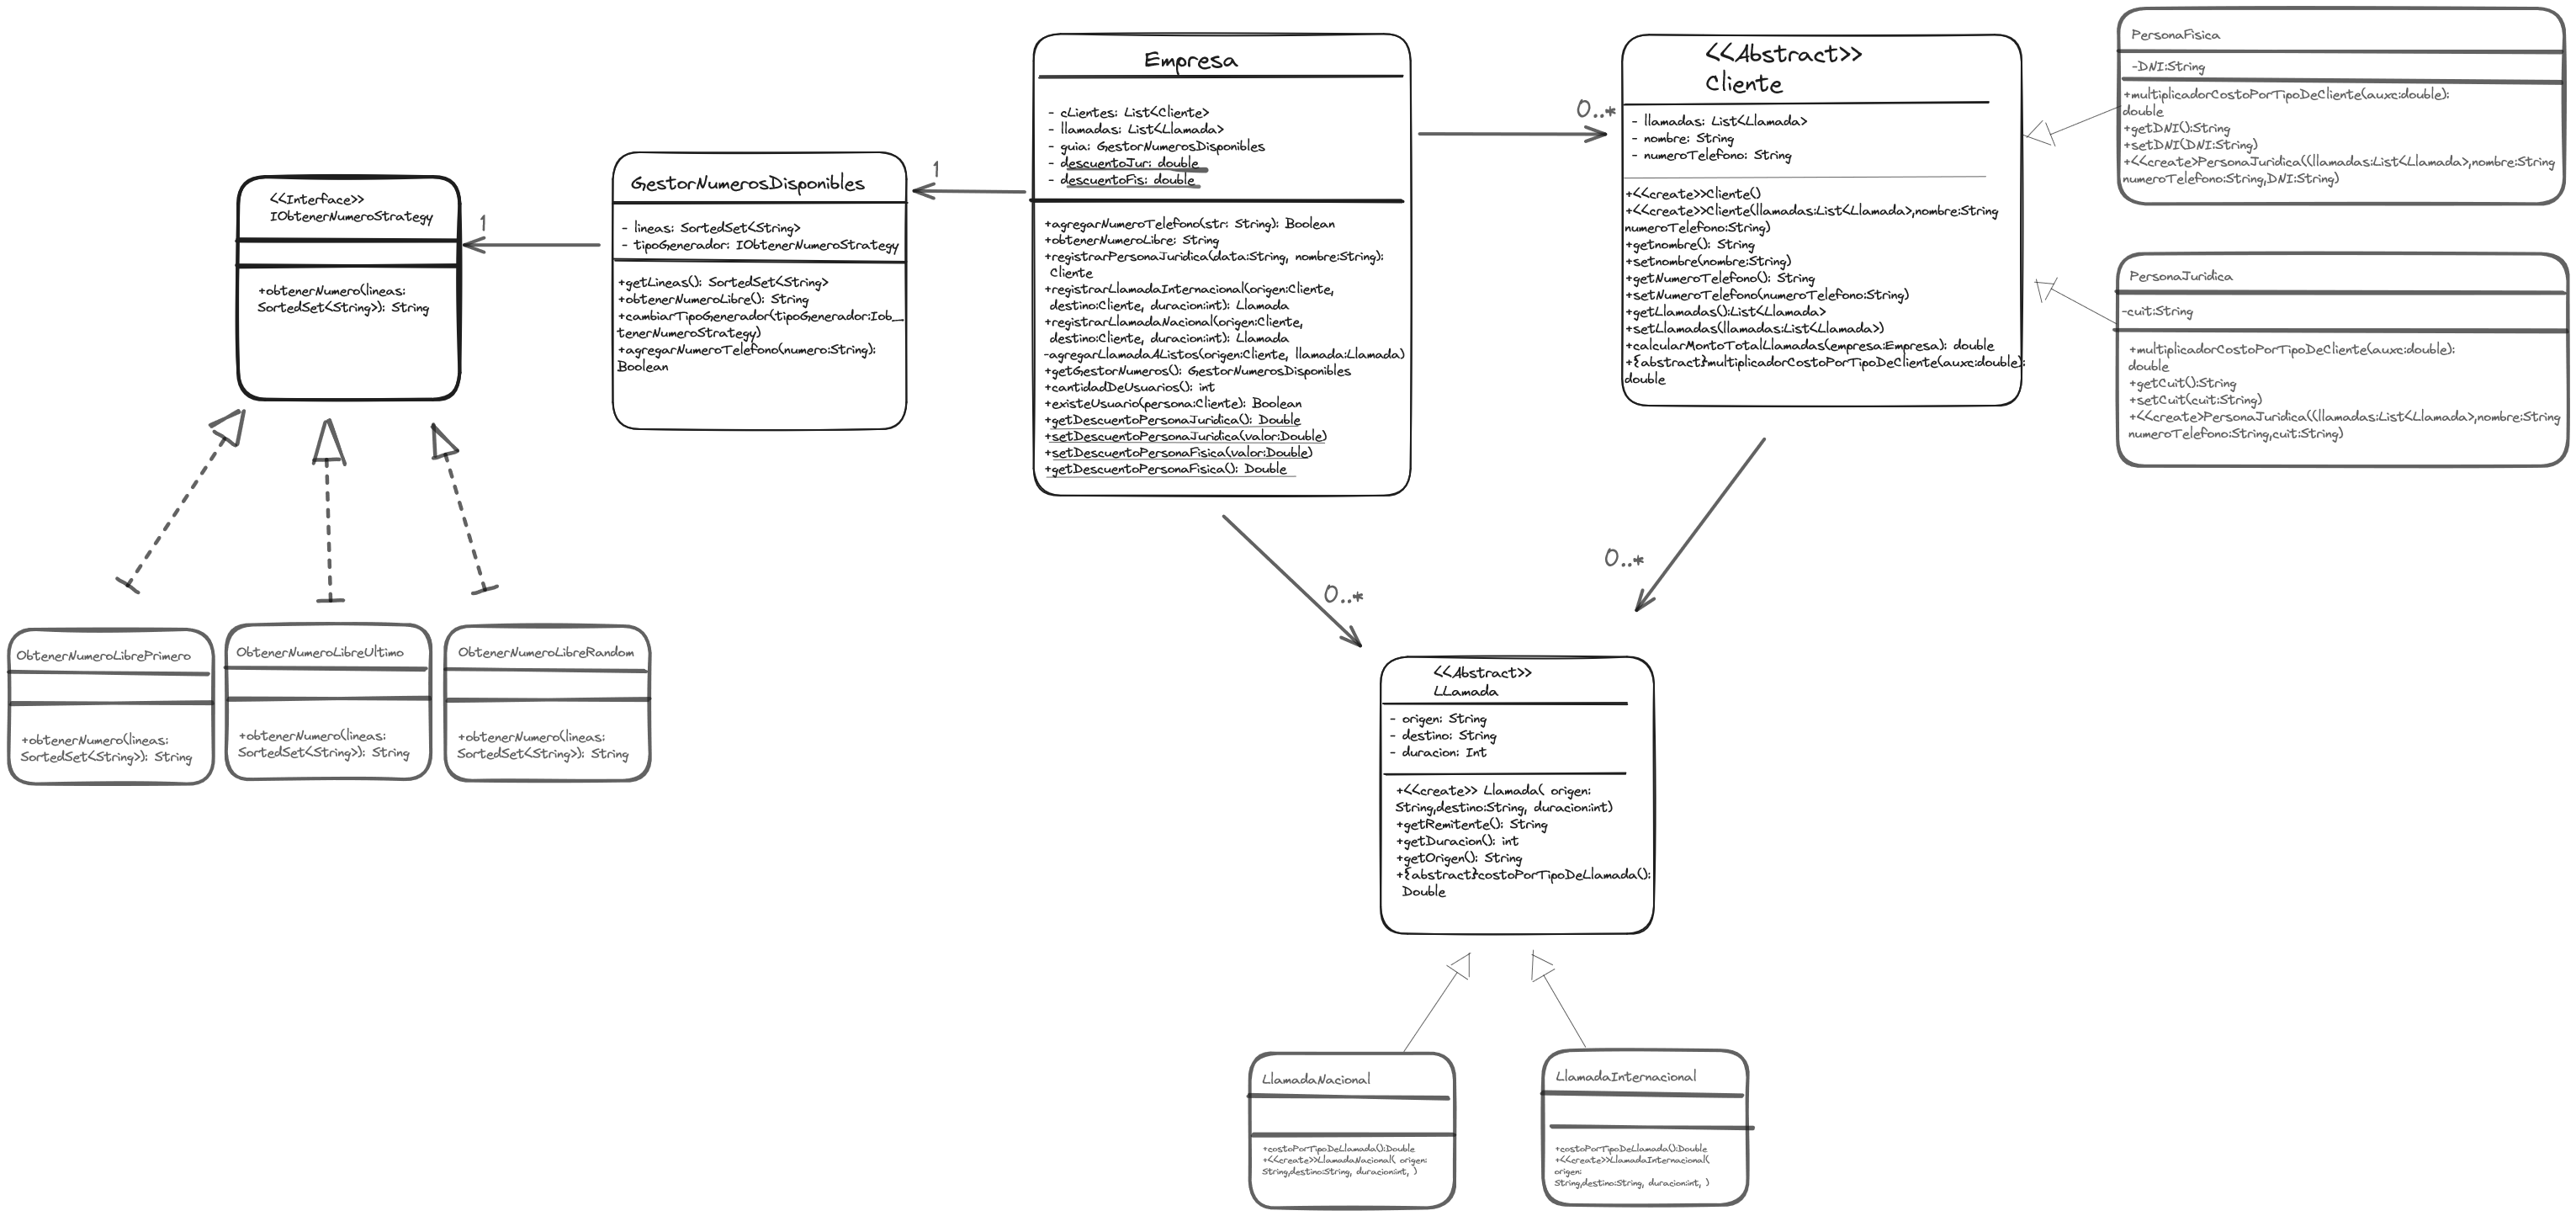 <<Interface>>
IObtenerNumeroStrategy
+obtenerNumero(lineas:
SortedSet<String>): String
1
GestorNumerosDisponibles
- lineas: SortedSet<String>
- tipoGenerador: IObtenerNumeroStrategy
+getLineas(): SortedSet<String>
+obtenerNumeroLibre(): String
+cambiarTipoGenerador(tipoGenerador:Iob_
tenerNumeroStrategy)
+agregarNumeroTelefono(numero:String):
Boolean
1
Empresa
- cLientes: List<Cliente>
- llamadas: List<Llamada>
- guia: GestorNumerosDisponibles
- descuentoJur: double
- descuentoFis: double
+agregarNumeroTelefono(str: String): Boolean
+obtenerNumeroLibre: String
+registrarPersonaJuridica(data:String, nombre:String):
Cliente
+registrarLlamadaInternacional(origen:Cliente,
destino:Cliente, duracion:int): Llamada
+registrarLlamadaNacional(origen:Cliente,
destino:Cliente, duracion:int): Llamada
-agregarLlamadaAListos(origen:Cliente, llamada:Llamada)
+getGestorNumeros(): GestorNumerosDisponibles
+cantidadDeUsuarios(): int
+existeUsuario(persona:Cliente): Boolean
+getDescuentoPersonaJuridica(): Double
+setDescuentoPersonaJuridica(valor:Double)
+setDescuentoPersonaFisica(valor:Double)
+getDescuentoPersonaFisica(): Double
0..*
<<Abstract>>
Cliente
- llamadas: List<Llamada>
- nombre: String
- numeroTelefono: String
+<<create>>Cliente()
+<<create>>Cliente(llamadas:List<Llamada>,nombre:String
numeroTelefono:String)
+getnombre(): String
+setnombre(nombre:String)
+getNumeroTelefono(): String
+setNumeroTelefono(numeroTelefono:String)
+getLlamadas():List<Llamada>
+setLlamadas(llamadas:List<Llamada>)
+calcularMontoTotalLlamadas(empresa:Empresa): double
+{abstract}multiplicadorCostoPorTipoDeCliente(auxc:double):
double
PersonaFisica
-DNI:String
+multiplicadorCostoPorTipoDeCliente(auxc:double):
double
+getDNI():String
+setDNI(DNI:String)
+<<create>PersonaJuridica((llamadas:List<Llamada>,nombre:String
numeroTelefono:String,DNI:String)
PersonaJuridica
-cuit:String
+multiplicadorCostoPorTipoDeCliente(auxc:double):
double
+getCuit():String
+setCuit(cuit:String)
+<<create>PersonaJuridica((llamadas:List<Llamada>,nombre:String
numeroTelefono:String,cuit:String)
0..*
0..*
ObtenerNumeroLibrePrimero
+obtenerNumero(lineas:
SortedSet<String>): String
ObtenerNumeroLibreUltimo
+obtenerNumero(lineas:
SortedSet<String>): String
ObtenerNumeroLibreRandom
+obtenerNumero(lineas:
SortedSet<String>): String
<<Abstract>>
LLamada
- origen: String
- destino: String
- duracion: Int
+<<create>> Llamada( origen:
String,destino:String, duracion:int)
+getRemitente(): String
+getDuracion(): int
+getOrigen(): String
+{abstract}costoPorTipoDeLlamada():
Double
LlamadaNacional
+costoPorTipoDeLlamada():Double
+<<create>>LlamadaNacional( origen:
String,destino:String, duracion:int, )
LlamadaInternacional
+costoPorTipoDeLlamada():Double
+<<create>>LlamadaInternacional(
origen:
String,destino:String, duracion:int, )